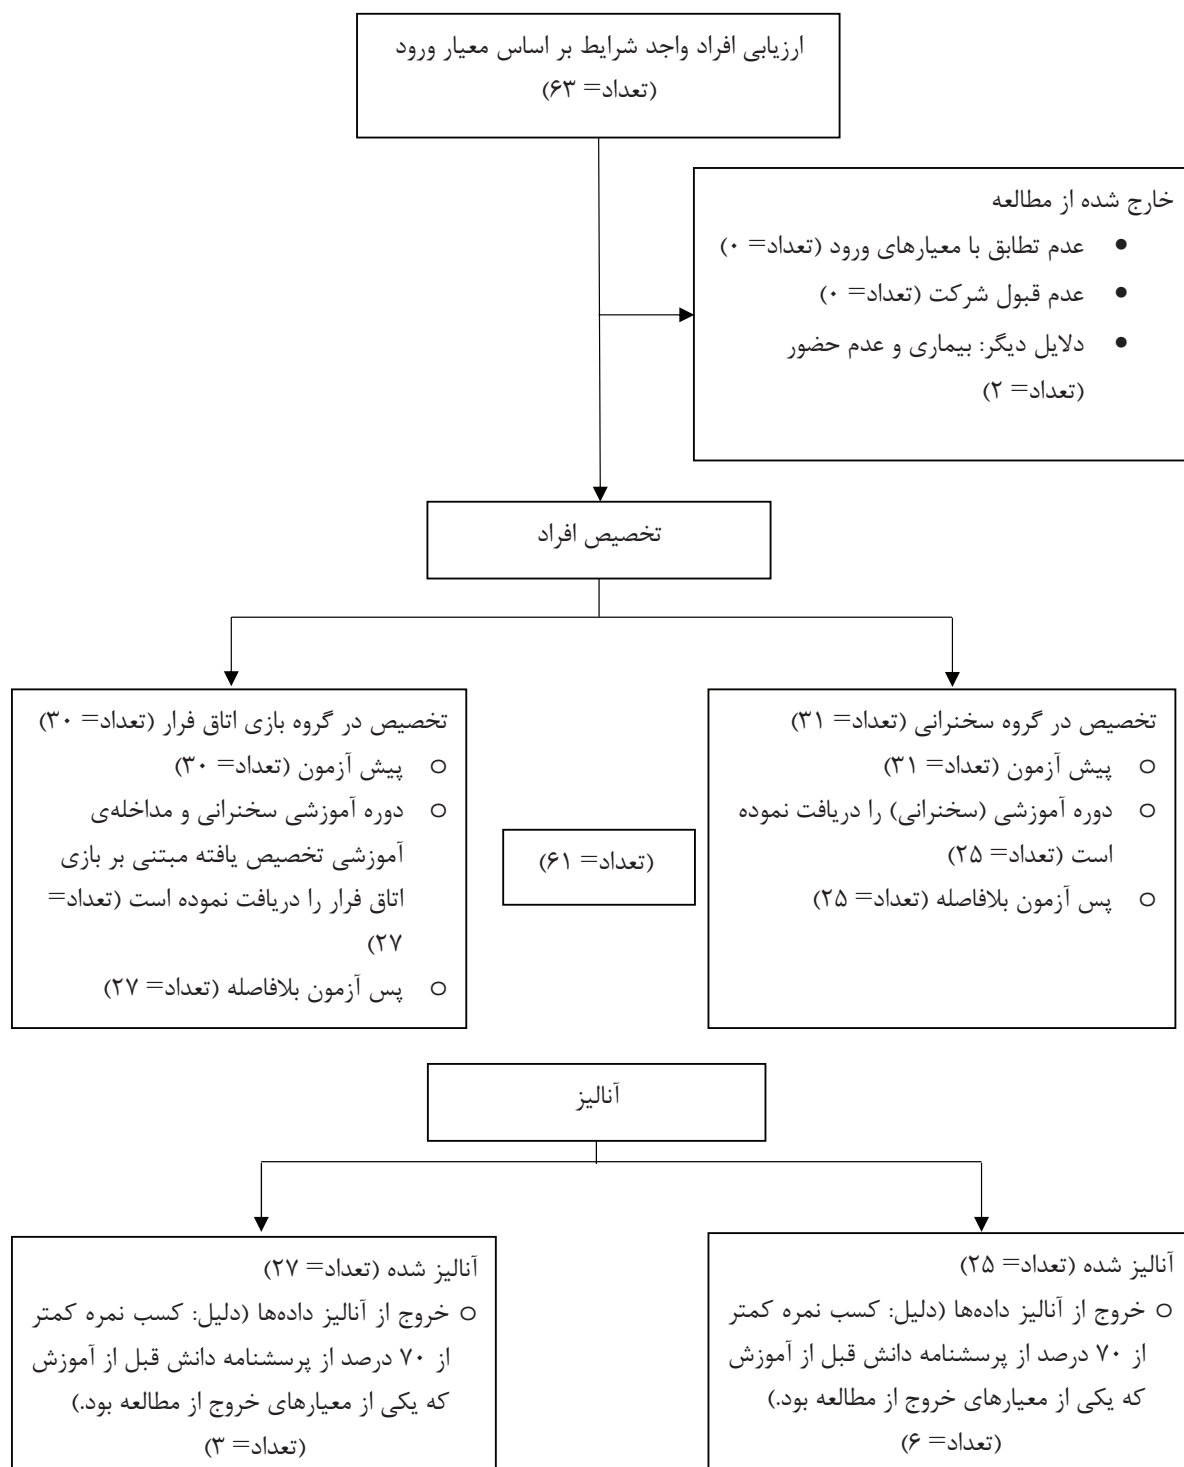 ارزیابی افراد واجد شرایط بر اساس معیار ورود
(تعداد= ۶۳)
خارج شده از مطالعه
● عدم تطابق با معیارهای ورود (تعداد= ۰)
● عدم قبول شرکت (تعداد= ۰)
● دلایل دیگر: بیماری و عدم حضور
(تعداد= ۲)
تخصیص افراد
تخصیص در گروه سخنرانی (تعداد= ۳۱)
○ پیش آزمون (تعداد= ۳۱)
○ دوره آموزشی (سخنرانی) را دریافت نموده
است (تعداد= ۲۵)
○ پس آزمون بلافاصله (تعداد= ۲۵)
(تعداد= ۶۱)
تخصیص در گروه بازی اتاق فرار (تعداد= ۳۰)
○ پیش آزمون (تعداد= ۳۰)
○ دوره آموزشی سخنرانی و مداخله‌ی
آموزشی تخصیص یافته مبتنی بر بازی
اتاق فرار را دریافت نموده است (تعداد=
۲۷)
○ پس آزمون بلافاصله (تعداد= ۲۷)
آنالیز
آنالیز شده (تعداد= ۲۵)
○ خروج از آنالیز داده‌ها (دلیل: کسب نمره کمتر
از ۷۰ درصد از پرسشنامه دانش قبل از آموزش
که یکی از معیارهای خروج از مطالعه بود.)
(تعداد= ۶)
آنالیز شده (تعداد= ۲۷)
○ خروج از آنالیز داده‌ها (دلیل: کسب نمره کمتر
از ۷۰ درصد از پرسشنامه دانش قبل از آموزش
که یکی از معیارهای خروج از مطالعه بود.)
(تعداد= ۳)